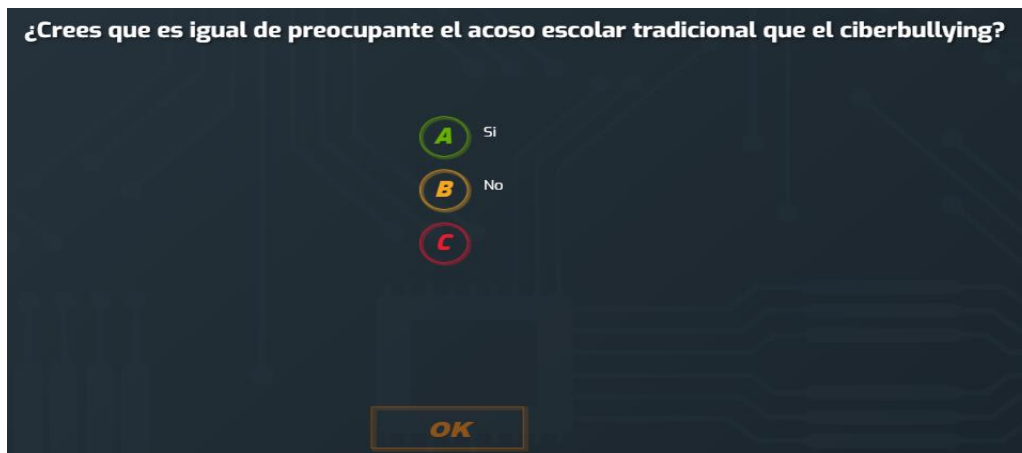 ¿Crees que es igual de preocupante el acoso escolar tradicional que el ciberbullying?
A Si
B No
C
OK